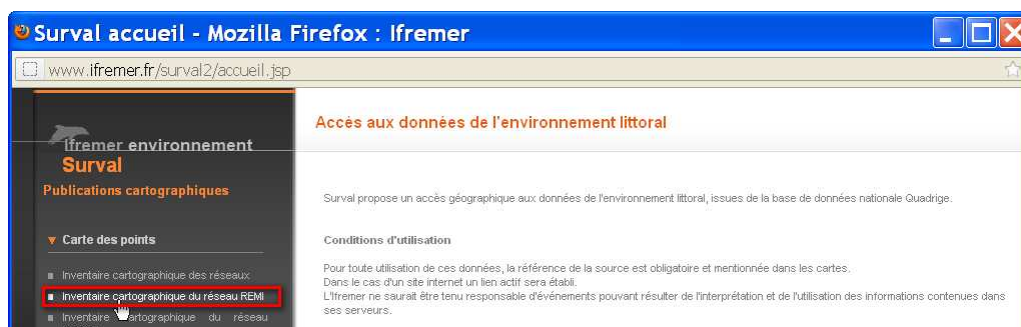 Surval accueil - Mozilla Firefox : Ifremer
www.ifremer.fr/surval2/accueil.jsp
Ifremer environnement
Surval
Publications cartographiques
Carte des points
Inventaire cartographique des réseaux
Inventaire cartographique du réseau REMI
Inventaire cartographique du réseau
Accès aux données de l'environnement littoral
Surval propose un accès géographique aux données de l'environnement littoral, issues de la base de données nationale Quadrige.
Conditions d'utilisation
Pour toute utilisation de ces données, la référence de la source est obligatoire et mentionnée dans les cartes.
Dans le cas d'un site internet un lien actif sera établi.
L'Ifremer ne saurait être tenu responsable d'événements pouvant résulter de l'interprétation et de l'utilisation des informations contenues dans
ses serveurs.